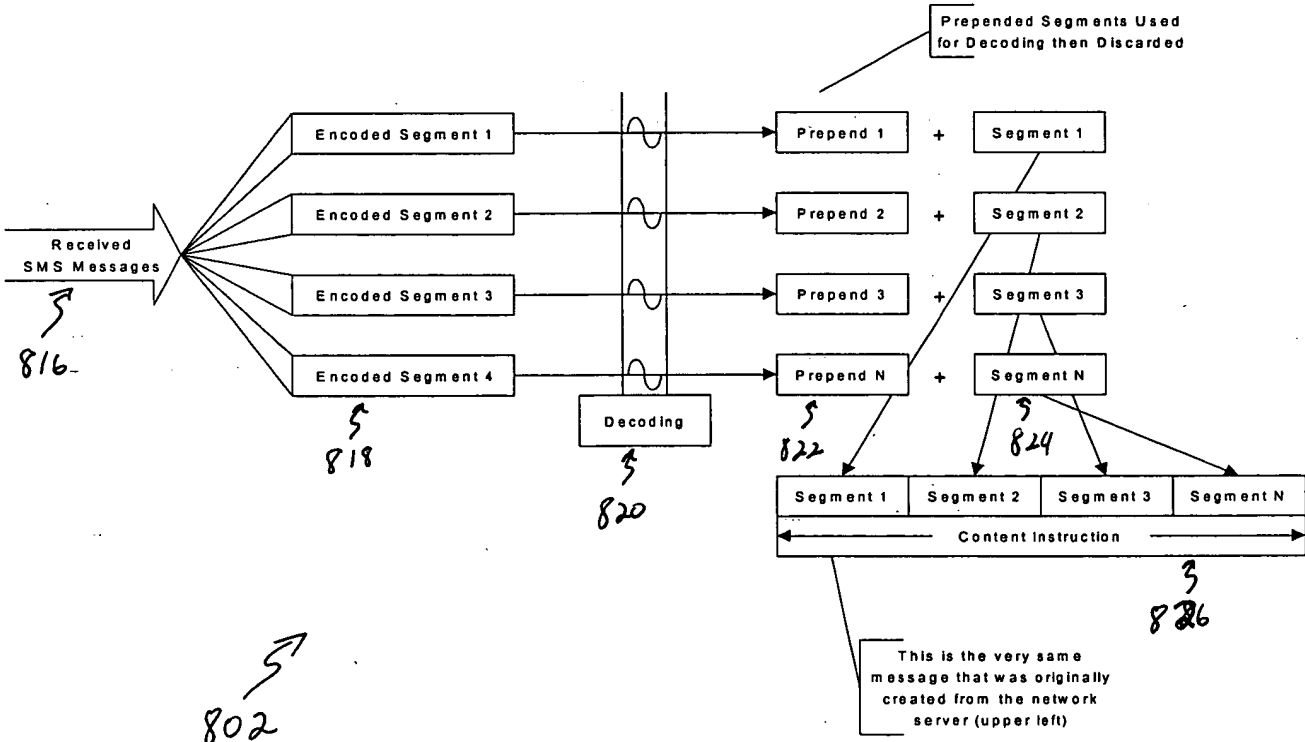 Prepended Segments Used
for Decoding then Discarded
Encoded Segment 1
Prepend 1 + Segment 1
Encoded Segment 2
Prepend 2 + Segment 2
Received
SMS Messages
Encoded Segment 3
Prepend 3 + Segment 3
816
Encoded Segment 4
Prepend N + Segment N
Decoding
818
820
822
824
Segment 1 Segment 2 Segment 3 Segment N
Content Instruction
826
This is the very same
message that was originally
created from the network
server (upper left)
802